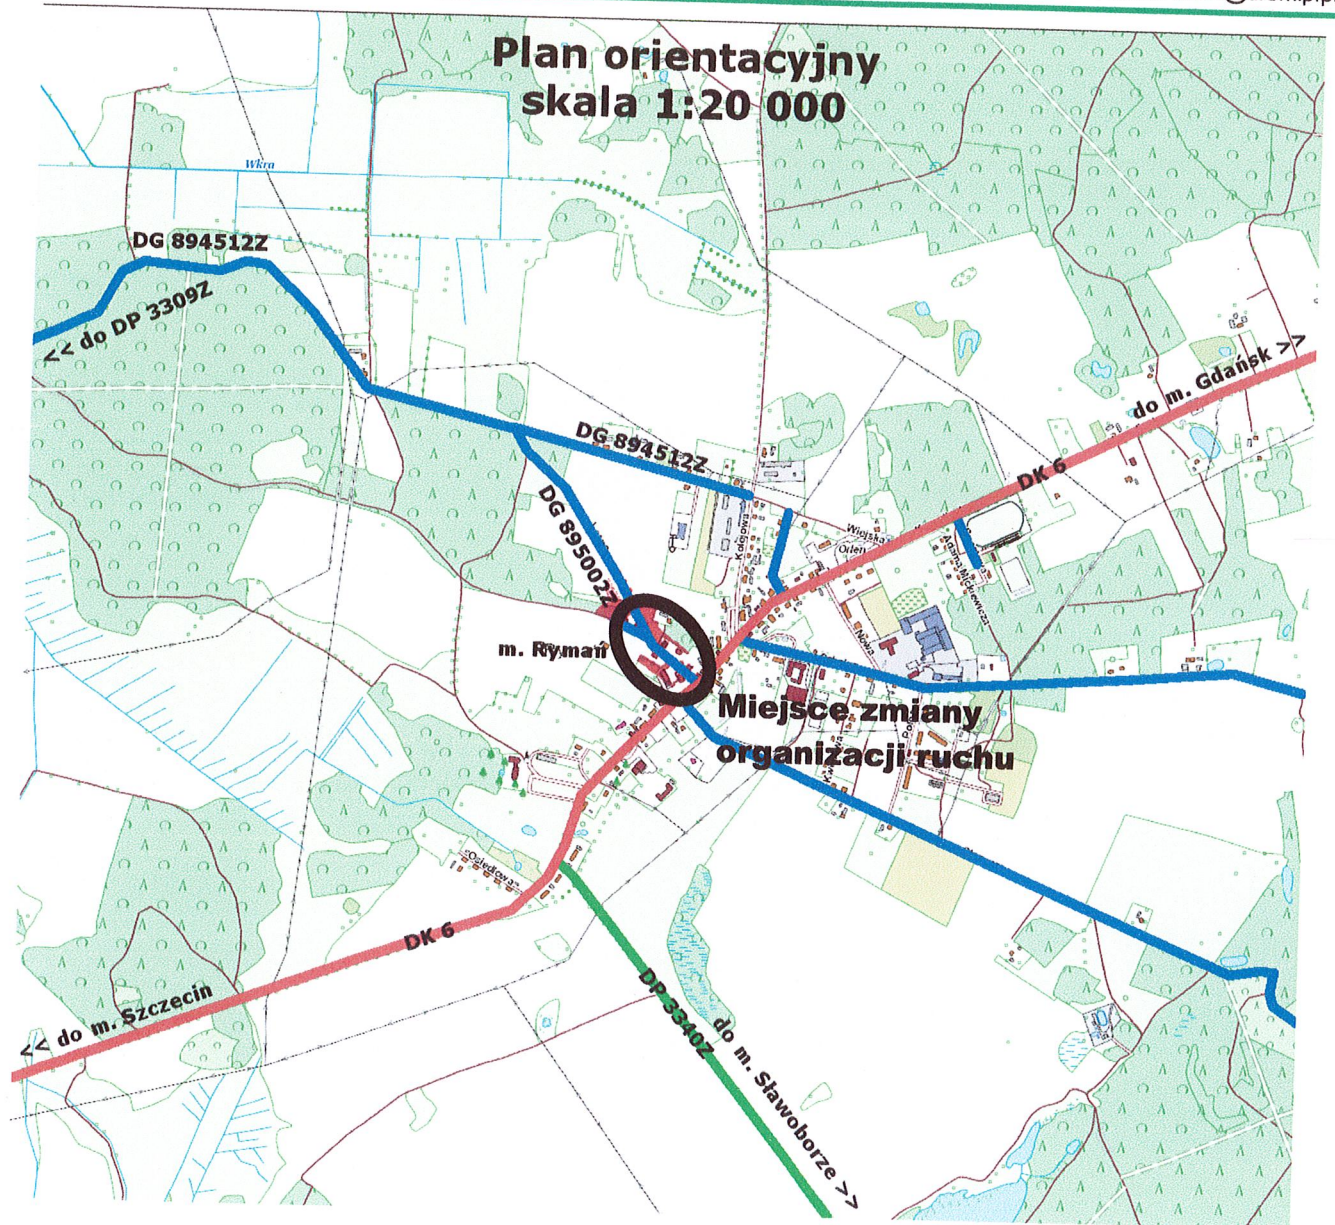 Plan orientacyjny
skala 1:20 000
Wkra
DG 894512Z
<< do DP 3309Z
do m. Gdańsk >>
DG 894512Z
DK 6
DG 895002Z
Kolejowa
Wiejska
Orlen
Adama Mickiewicza
Nowa
m. Rymań
Miejsce zmiany
organizacji ruchu
Osiedlowa
DK 6
<< do m. Szczecin
DP 3340Z
do m. Sławoborze >>